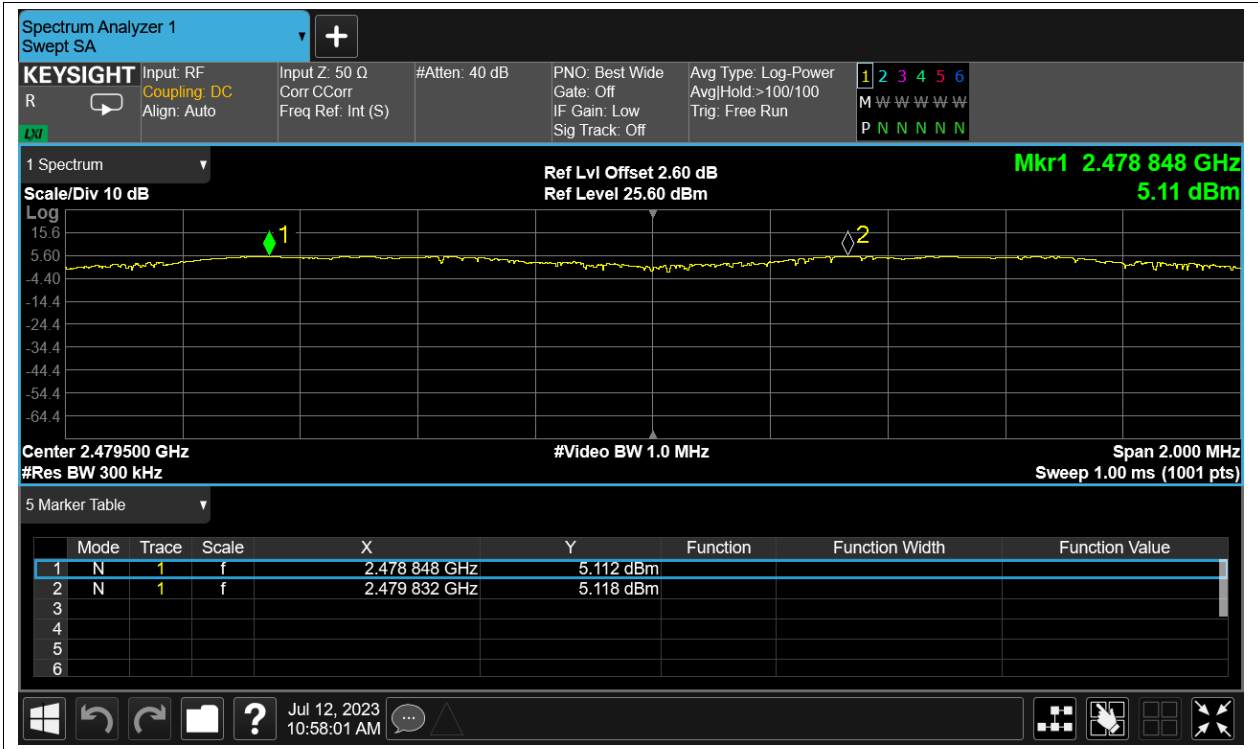 Spectrum Analyzer 1
Swept SA
+
KEYSIGHT
R
LXI
Input: RF
Coupling: DC
Align: Auto
Input Z: 50 Ω
Corr CCorr
Freq Ref: Int (S)
#Atten: 40 dB
PNO: Best Wide
Gate: Off
IF Gain: Low
Sig Track: Off
Avg Type: Log-Power
Avg|Hold:>100/100
Trig: Free Run
1 2 3 4 5 6
M W W W W W
P N N N N N
1 Spectrum
Ref Lvl Offset 2.60 dB
Mkr1 2.478 848 GHz
Scale/Div 10 dB
Ref Level 25.60 dBm
5.11 dBm
Log
15.6
5.60
-4.40
-14.4
-24.4
-34.4
-44.4
-54.4
-64.4
1
2
Center 2.479500 GHz
#Video BW 1.0 MHz
Span 2.000 MHz
#Res BW 300 kHz
Sweep 1.00 ms (1001 pts)
5 Marker Table
Mode Trace Scale X Y Function Function Width Function Value
1 N 1 f 2.478 848 GHz 5.112 dBm
2 N 1 f 2.479 832 GHz 5.118 dBm
3
4
5
6
?
Jul 12, 2023
10:58:01 AM